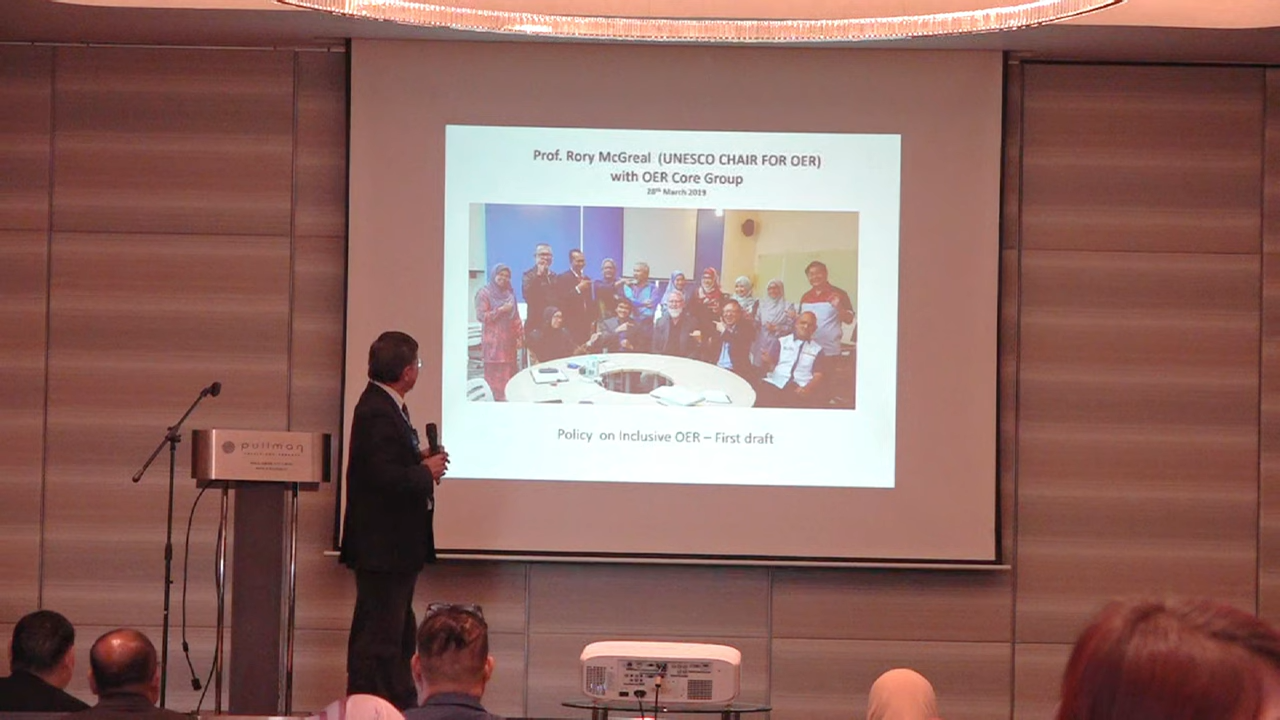 Prof. Rory McGreal (UNESCO CHAIR FOR OER)
with OER Core Group
28th March 2019
Policy on Inclusive OER – First draft
pullman